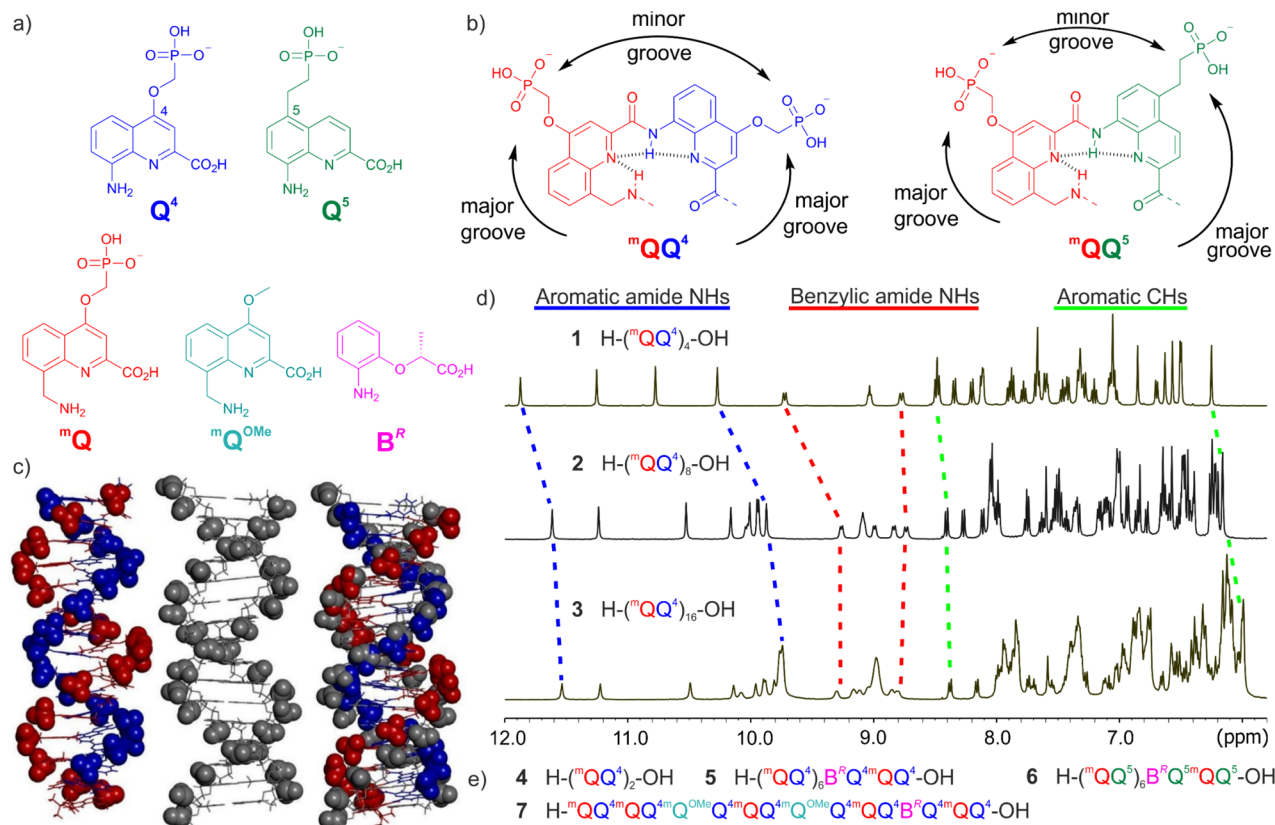 a)
OH
O=P-O⁻
O
4
N
CO₂H
NH₂
Q⁴
OH
O=P-O⁻
5
N
CO₂H
NH₂
Q⁵
OH
O=P-O⁻
O
N
CO₂H
NH₂
ᵐQ
O
N
CO₂H
NH₂
ᵐQᴼᴹᵉ
O
CO₂H
NH₂
Bᴿ
b)
minor
groove
HO
O⁻
P
O
O
O
N
H
N
H
N
N
O
O
P
O
O⁻
OH
major
groove
major
groove
ᵐQQ⁴
minor
groove
HO
O⁻
P
O
O
O
N
H
N
H
N
N
O
O
P
O⁻
OH
major
groove
major
groove
ᵐQQ⁵
c)
d)
Aromatic amide NHs
Benzylic amide NHs
Aromatic CHs
1 H-(ᵐQQ⁴)₄-OH
2 H-(ᵐQQ⁴)₈-OH
3 H-(ᵐQQ⁴)₁₆-OH
12.0 11.0 10.0 9.0 8.0 7.0 (ppm)
e)
4 H-(ᵐQQ⁴)₂-OH 5 H-(ᵐQQ⁴)₆BᴿQ⁴ᵐQQ⁴-OH 6 H-(ᵐQQ⁵)₆BᴿQ⁵ᵐQQ⁵-OH
7 H-ᵐQQ⁴ᵐQQ⁴ᵐQᴼᴹᵉQ⁴ᵐQQ⁴ᵐQᴼᴹᵉQ⁴ᵐQQ⁴BᴿQ⁴ᵐQQ⁴-OH